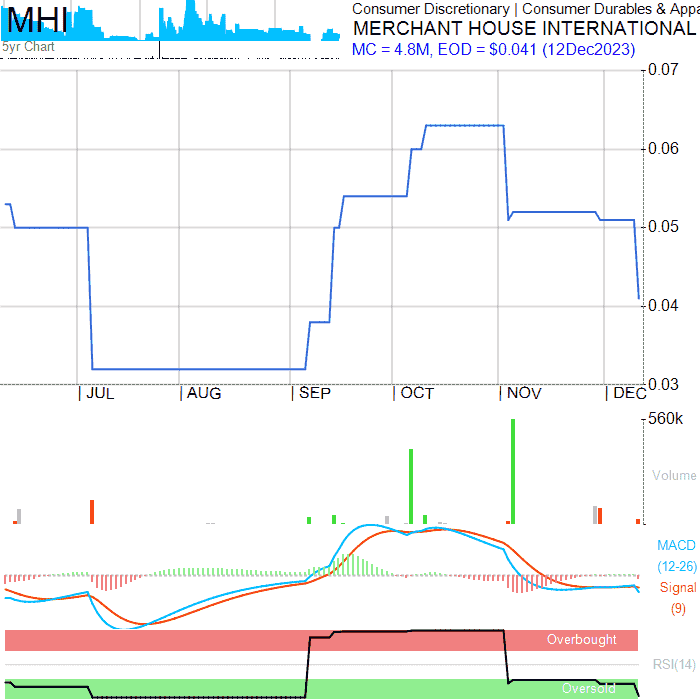 MHI
5yr Chart
Consumer Discretionary | Consumer Durables & Appa
MERCHANT HOUSE INTERNATIONAL
MC = 4.8M, EOD = $0.041 (12Dec2023)
0.07
0.06
0.05
0.04
0.03
JUL AUG SEP OCT NOV DEC
560k
Volume
MACD
(12-26)
Signal
(9)
Overbought
RSI(14)
Oversold